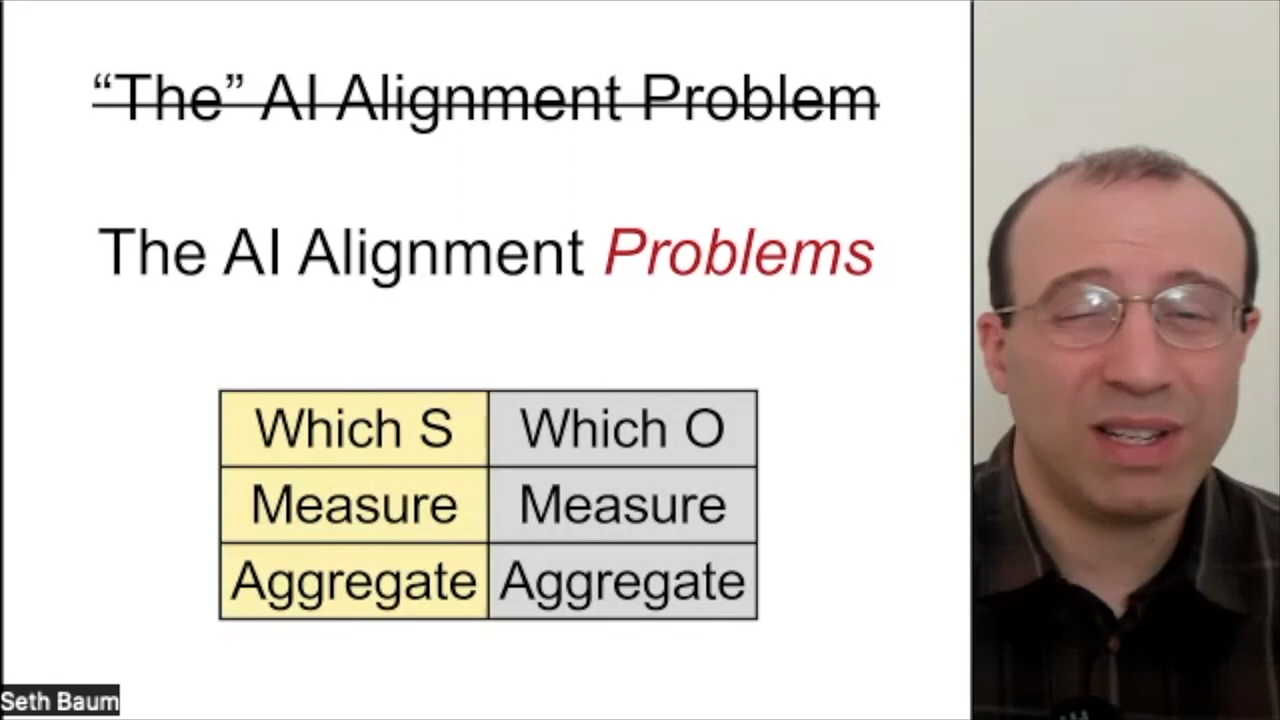 “The” AI Alignment Problem
The AI Alignment Problems
Which S Which O
Measure Measure
Aggregate Aggregate
Seth Baum